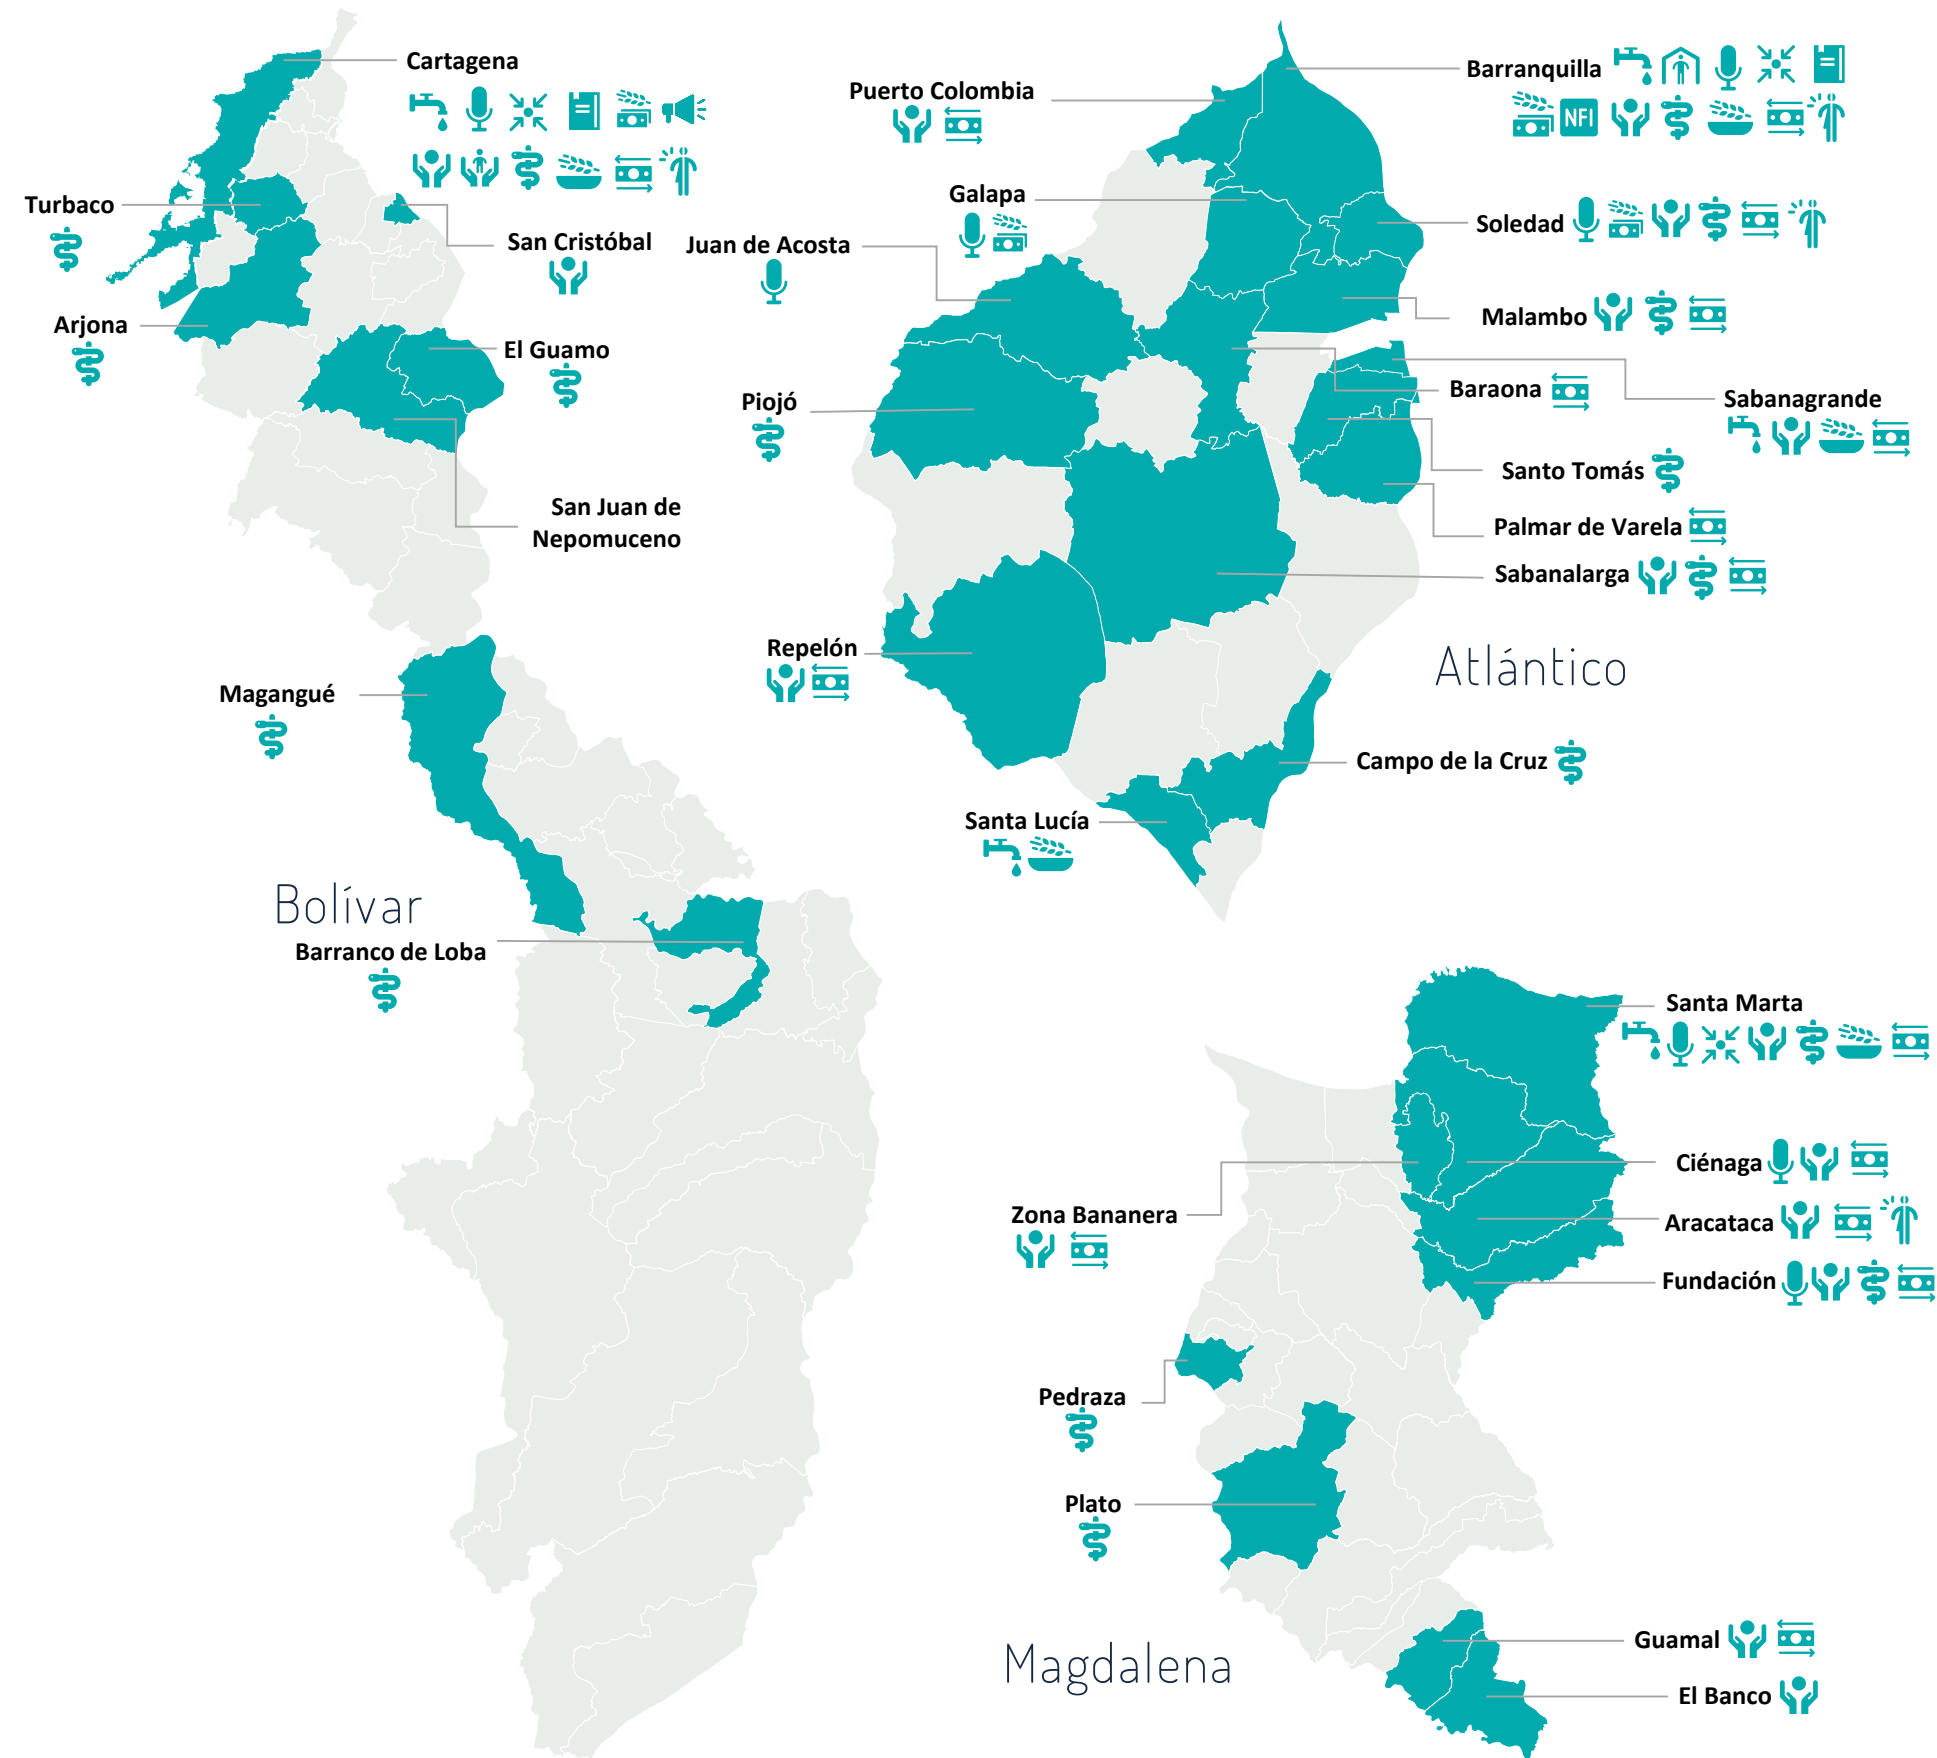 Cartagena
Turbaco
San Cristóbal
Arjona
El Guamo
San Juan de
Nepomuceno
Magangué
Bolívar
Barranco de Loba
Puerto Colombia
Barranquilla
NFI
Galapa
Soledad
Juan de Acosta
Malambo
Baraona
Sabanagrande
Piojó
Santo Tomás
Palmar de Varela
Sabanalarga
Repelón
Atlántico
Campo de la Cruz
Santa Lucía
Santa Marta
Ciénaga
Zona Bananera
Aracataca
Fundación
Pedraza
Plato
Magdalena
Guamal
El Banco